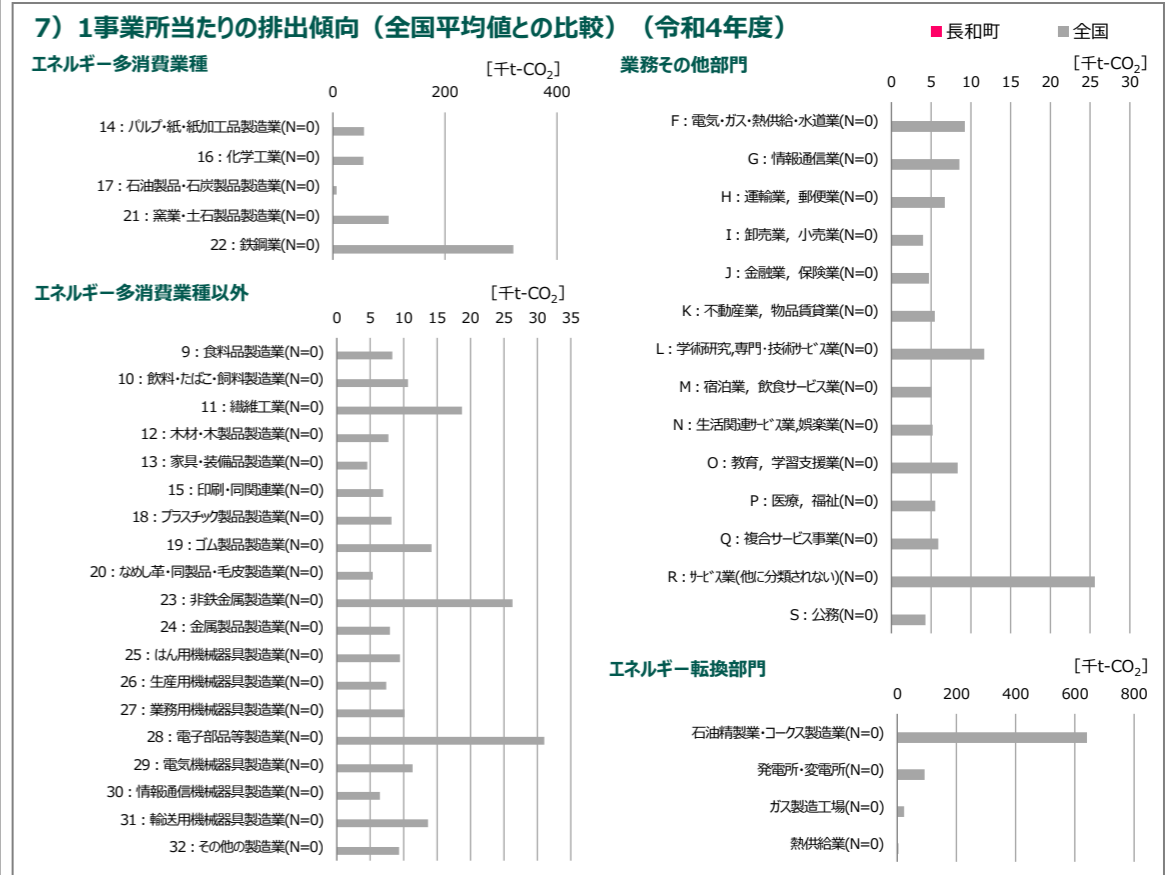 7）1事業所当たりの排出傾向（全国平均値との比較）（令和4年度）
■長和町 ■全国
エネルギー多消費業種
[千t-CO₂]
0 200 400
14：パルプ・紙・紙加工品製造業(N=0)
16：化学工業(N=0)
17：石油製品・石炭製品製造業(N=0)
21：窯業・土石製品製造業(N=0)
22：鉄鋼業(N=0)
エネルギー多消費業種以外
[千t-CO₂]
0 5 10 15 20 25 30 35
9：食料品製造業(N=0)
10：飲料・たばこ・飼料製造業(N=0)
11：繊維工業(N=0)
12：木材・木製品製造業(N=0)
13：家具・装備品製造業(N=0)
15：印刷・同関連業(N=0)
18：プラスチック製品製造業(N=0)
19：ゴム製品製造業(N=0)
20：なめし革・同製品・毛皮製造業(N=0)
23：非鉄金属製造業(N=0)
24：金属製品製造業(N=0)
25：はん用機械器具製造業(N=0)
26：生産用機械器具製造業(N=0)
27：業務用機械器具製造業(N=0)
28：電子部品等製造業(N=0)
29：電気機械器具製造業(N=0)
30：情報通信機械器具製造業(N=0)
31：輸送用機械器具製造業(N=0)
32：その他の製造業(N=0)
業務その他部門
[千t-CO₂]
0 5 10 15 20 25 30
F：電気・ガス・熱供給・水道業(N=0)
G：情報通信業(N=0)
H：運輸業，郵便業(N=0)
I：卸売業，小売業(N=0)
J：金融業，保険業(N=0)
K：不動産業，物品賃貸業(N=0)
L：学術研究,専門・技術ｻｰﾋﾞｽ業(N=0)
M：宿泊業，飲食サービス業(N=0)
N：生活関連ｻｰﾋﾞｽ業,娯楽業(N=0)
O：教育，学習支援業(N=0)
P：医療，福祉(N=0)
Q：複合サービス事業(N=0)
R：ｻｰﾋﾞｽ業(他に分類されない)(N=0)
S：公務(N=0)
エネルギー転換部門
[千t-CO₂]
0 200 400 600 800
石油精製業・コークス製造業(N=0)
発電所・変電所(N=0)
ガス製造工場(N=0)
熱供給業(N=0)